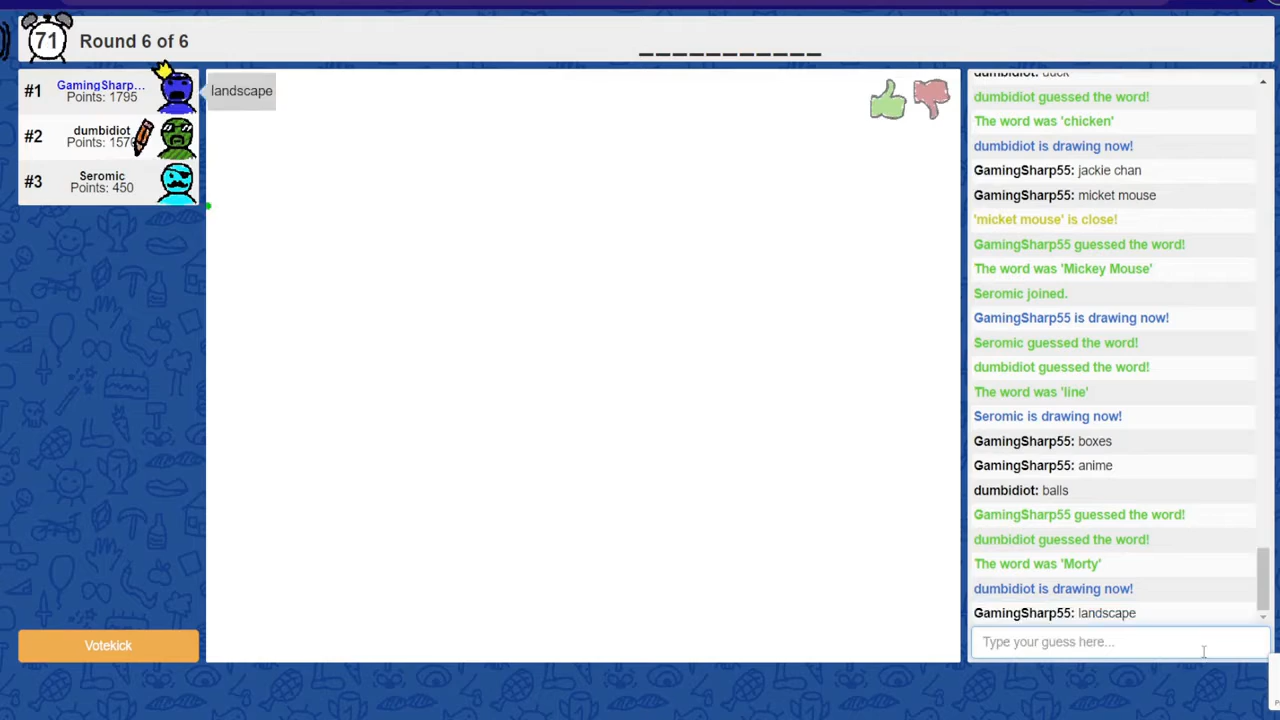 71
Round 6 of 6
___________
#1
GamingSharp...
Points: 1795
#2
dumbidiot
Points: 1570
#3
Seromic
Points: 450
landscape
Votekick
dumbidiot: duck
dumbidiot guessed the word!
The word was 'chicken'
dumbidiot is drawing now!
GamingSharp55: jackie chan
GamingSharp55: micket mouse
'micket mouse' is close!
GamingSharp55 guessed the word!
The word was 'Mickey Mouse'
Seromic joined.
GamingSharp55 is drawing now!
Seromic guessed the word!
dumbidiot guessed the word!
The word was 'line'
Seromic is drawing now!
GamingSharp55: boxes
GamingSharp55: anime
dumbidiot: balls
GamingSharp55 guessed the word!
dumbidiot guessed the word!
The word was 'Morty'
dumbidiot is drawing now!
GamingSharp55: landscape
Type your guess here...